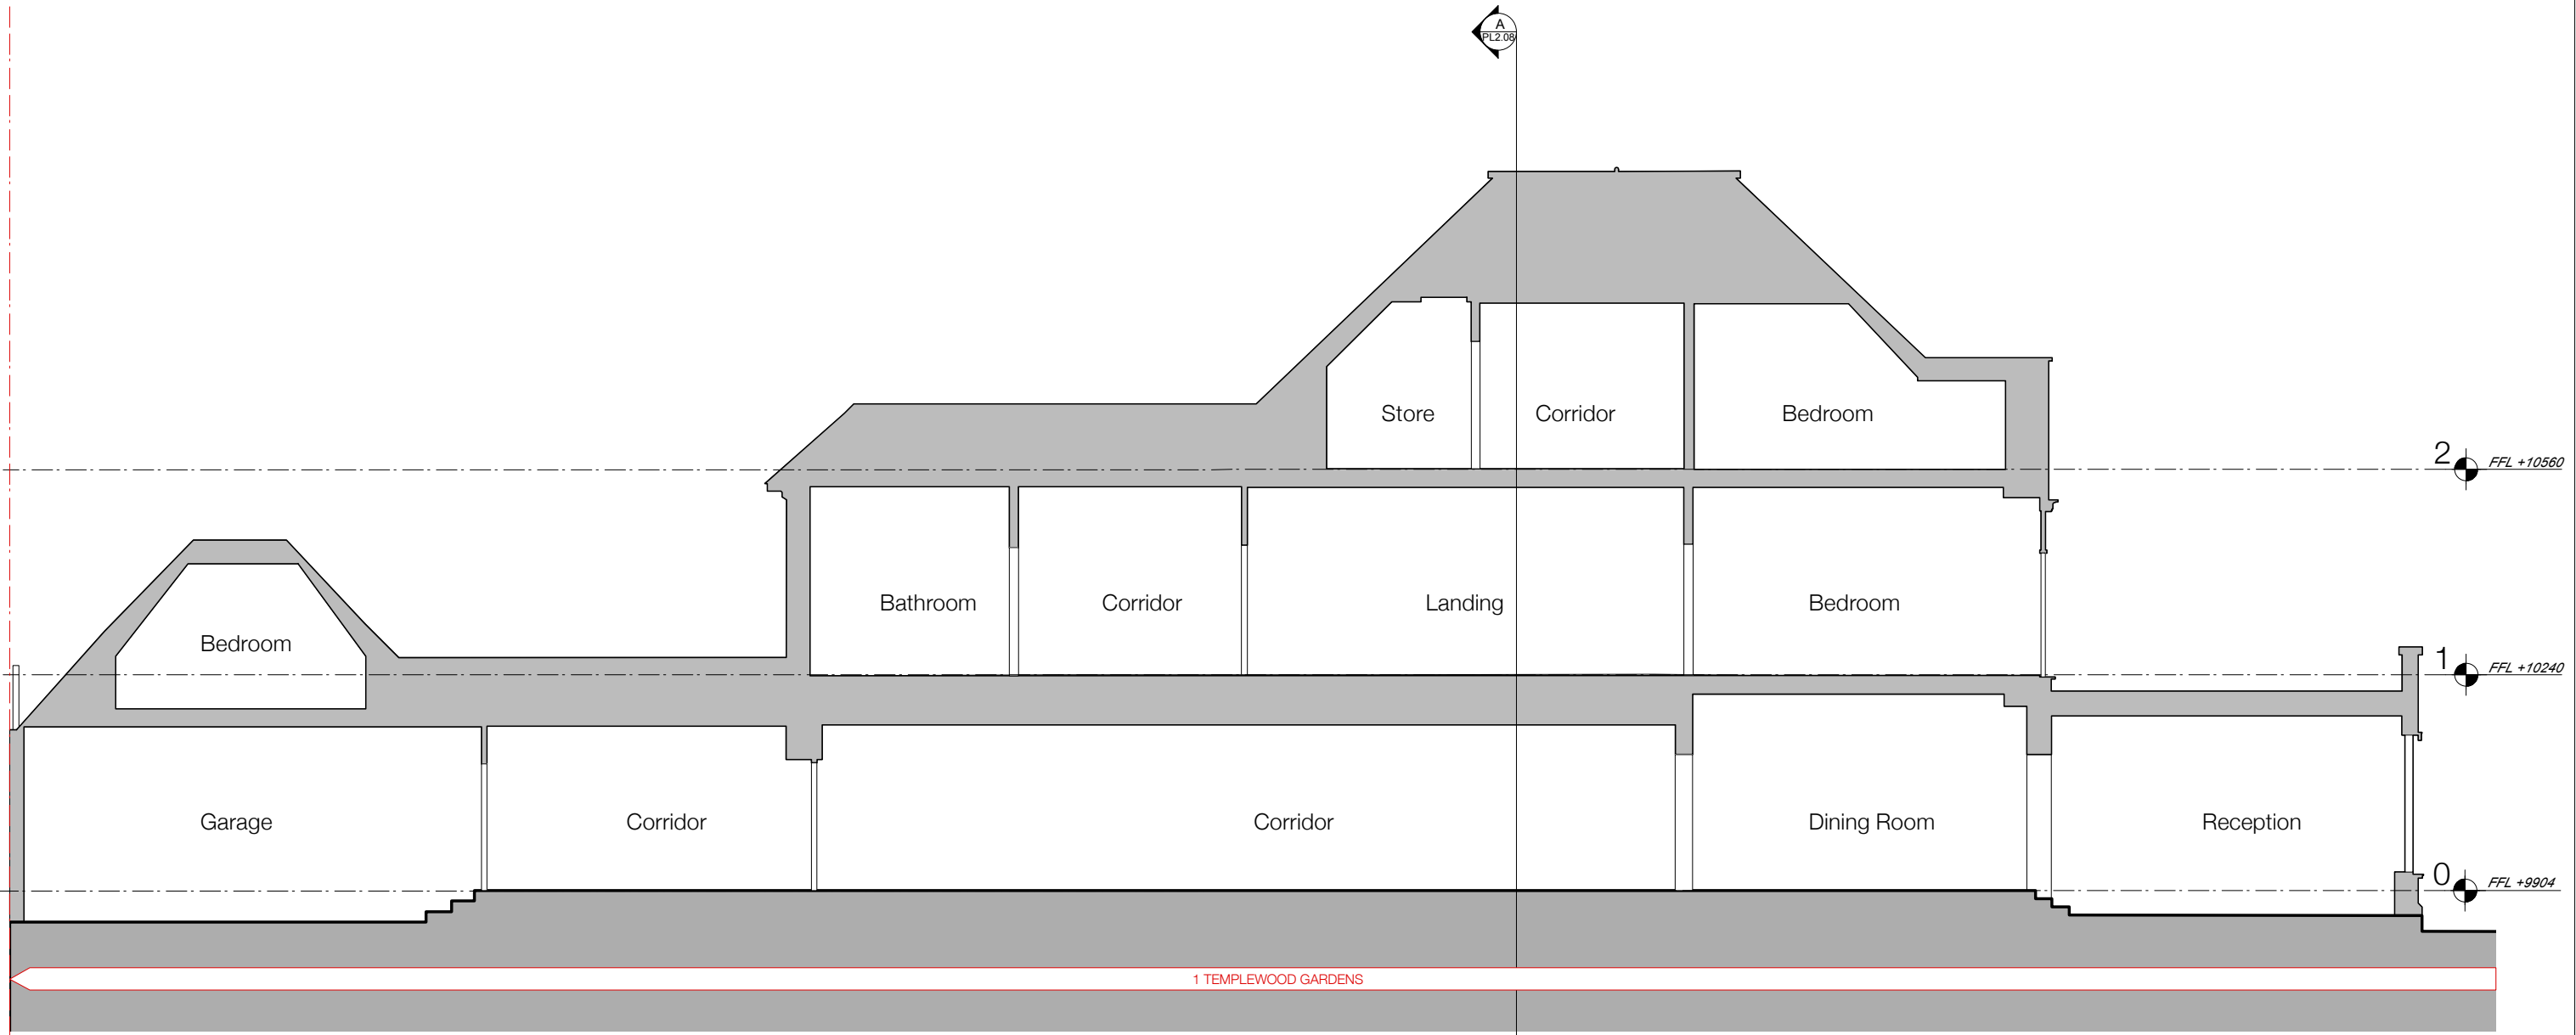 A
PL2.08
Store
Corridor
Bedroom
2
FFL +10560
Bathroom
Corridor
Landing
Bedroom
Bedroom
1
FFL +10240
Garage
Corridor
Corridor
Dining Room
Reception
0
FFL +9904
1 TEMPLEWOOD GARDENS